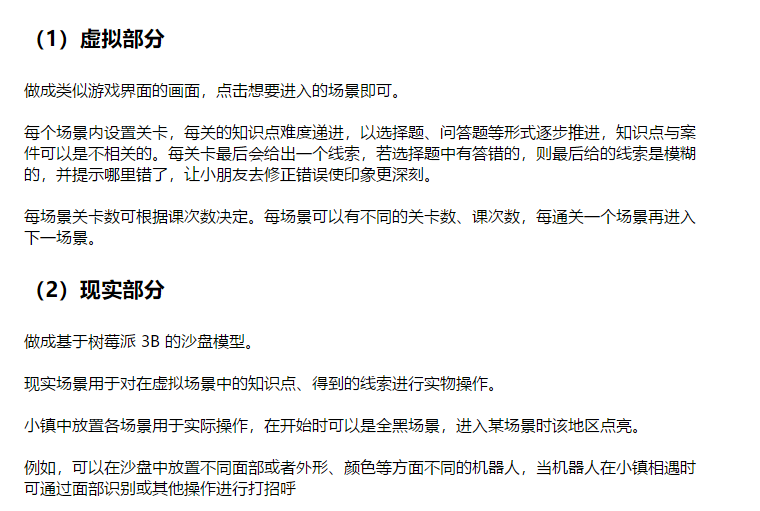 （1）虚拟部分
做成类似游戏界面的画面，点击想要进入的场景即可。
每个场景内设置关卡，每关的知识点难度递进，以选择题、问答题等形式逐步推进，知识点与案
件可以是不相关的。每关卡最后会给出一个线索，若选择题中有答错的，则最后给的线索是模糊
的，并提示哪里错了，让小朋友去修正错误使印象更深刻。
每场景关卡数可根据课次数决定。每场景可以有不同的关卡数、课次数，每通关一个场景再进入
下一场景。
（2）现实部分
做成基于树莓派 3B 的沙盘模型。
现实场景用于对在虚拟场景中的知识点、得到的线索进行实物操作。
小镇中放置各场景用于实际操作，在开始时可以是全黑场景，进入某场景时该地区点亮。
例如，可以在沙盘中放置不同面部或者外形、颜色等方面不同的机器人，当机器人在小镇相遇时
可通过面部识别或其他操作进行打招呼